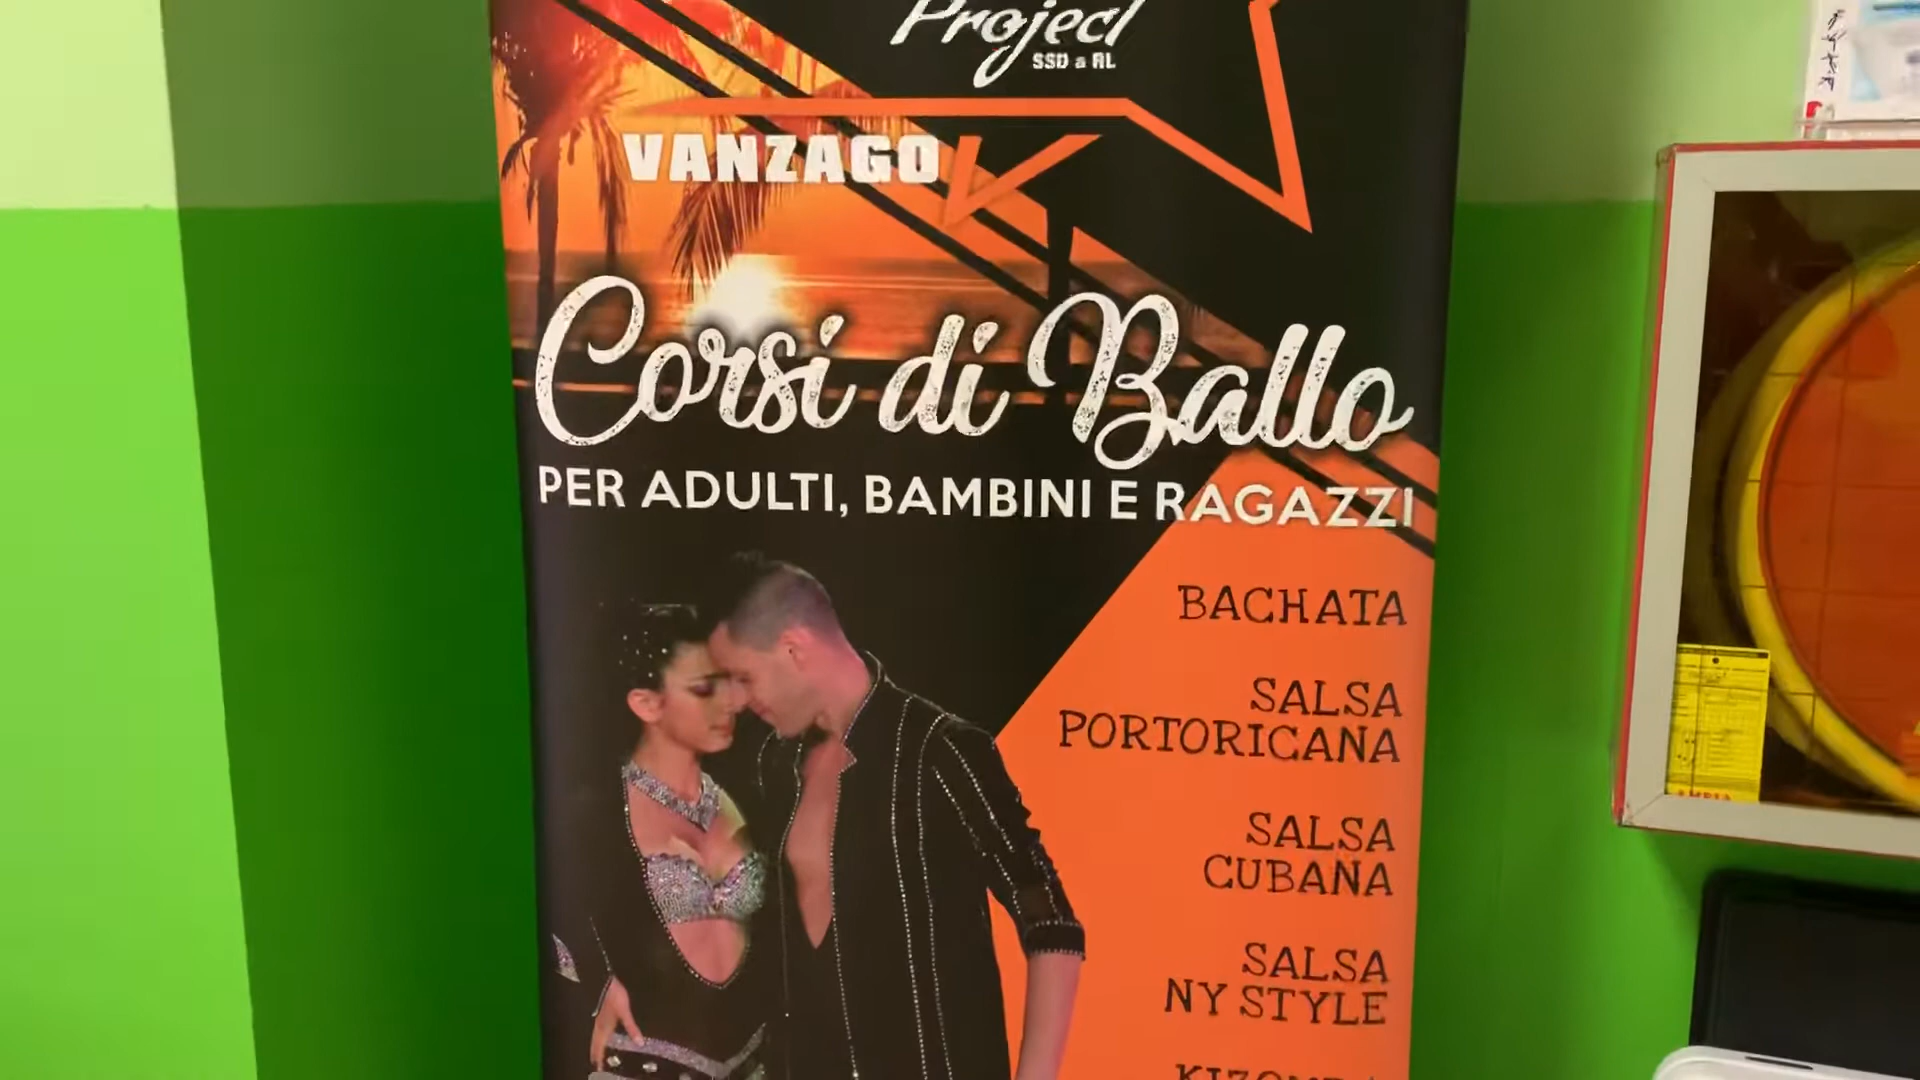 Project
SSD a RL
VANZAGO
Corsi di Ballo
PER ADULTI, BAMBINI E RAGAZZI
BACHATA
SALSA
PORTORICANA
SALSA
CUBANA
SALSA
NY STYLE